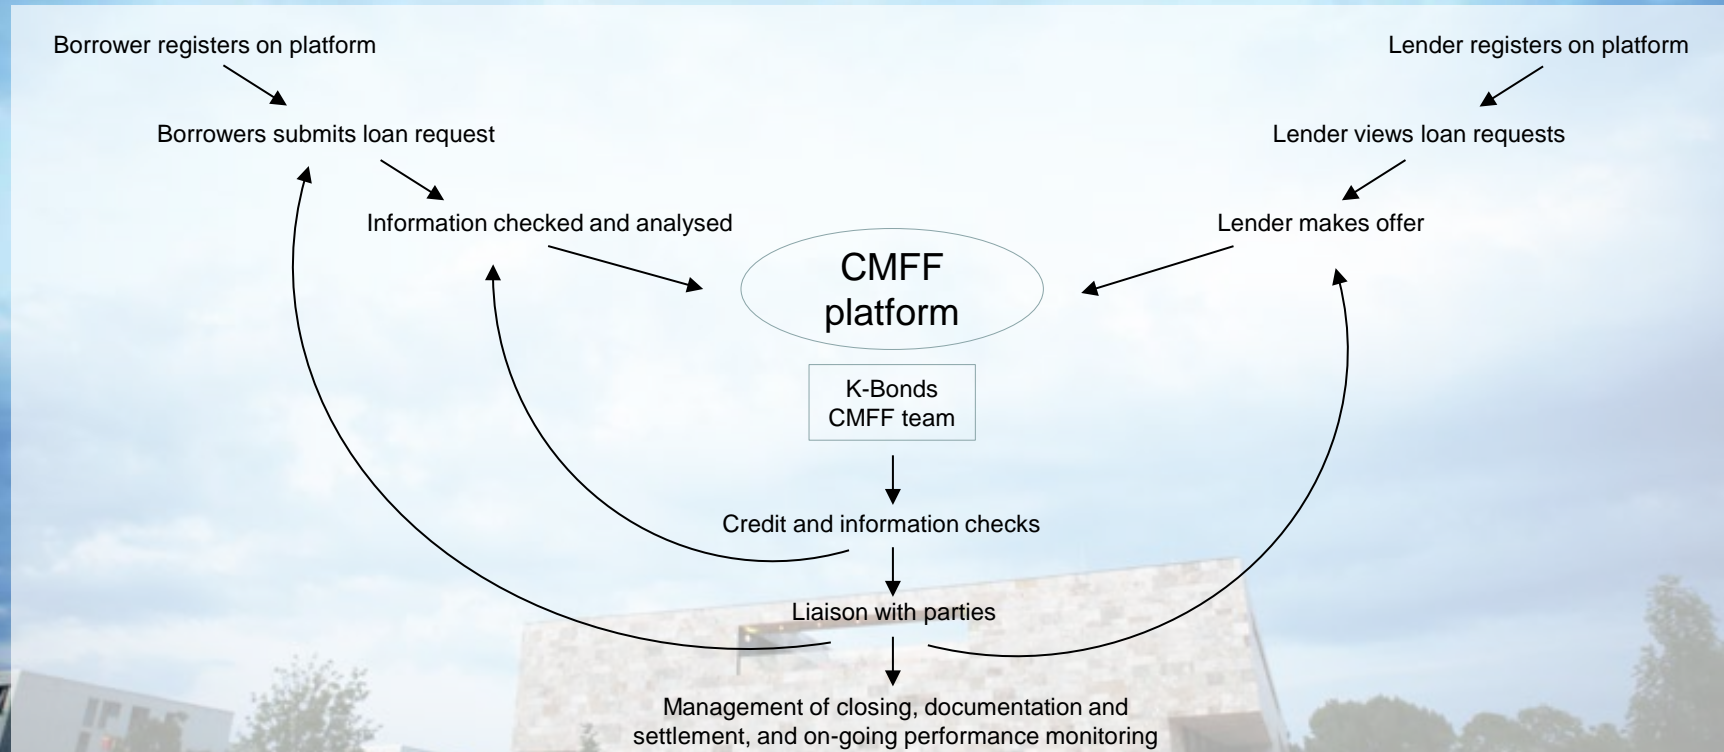 Borrower registers on platform
Lender registers on platform
Borrowers submits loan request
Lender views loan requests
Information checked and analysed
Lender makes offer
CMFF
platform
K-Bonds
CMFF team
Credit and information checks
Liaison with parties
Management of closing, documentation and
settlement, and on-going performance monitoring